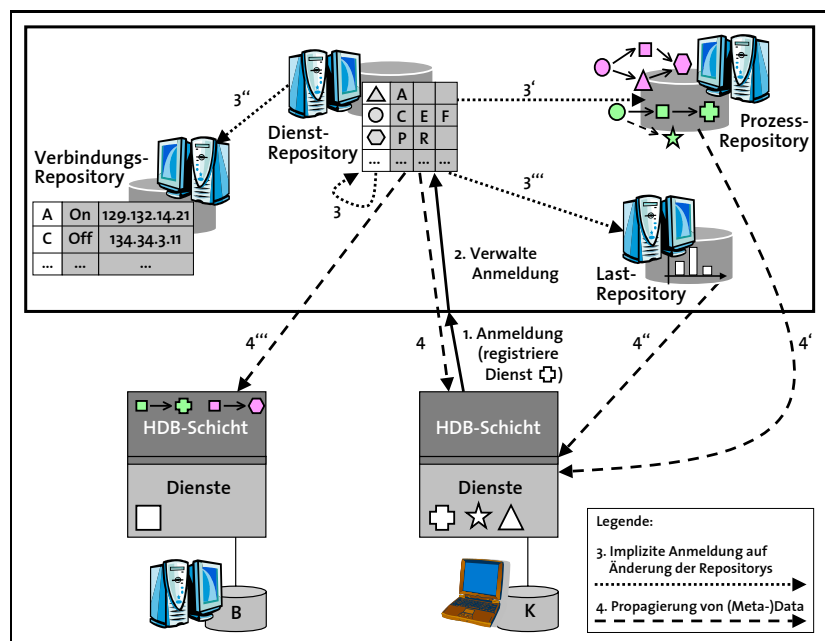 3‘‘
Dienst-
Repository
A
C E F
P R
... ... ... ...
3‘
Prozess-
Repository
Verbindungs-
Repository
A On 129.132.14.21
C Off 134.34.3.11
... ... ...
3
3‘‘‘
2. Verwalte
Anmeldung
Last-
Repository
4‘‘‘
4
1. Anmeldung
(registriere
Dienst )
4‘‘
4‘
HDB-Schicht
Dienste
B
HDB-Schicht
Dienste
K
Legende:
3. Implizite Anmeldung auf
Änderung der Repositorys
4. Propagierung von (Meta-)Data